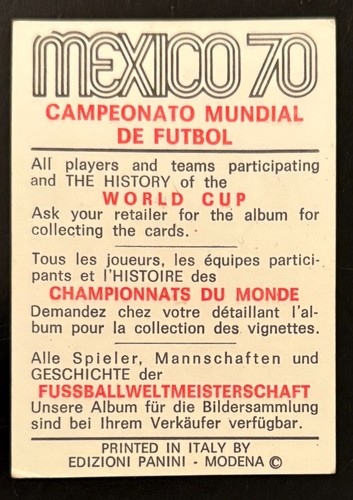 MEXICO 70
CAMPEONATO MUNDIAL
DE FUTBOL
All players and teams participating
and THE HISTORY of the
WORLD CUP
Ask your retailer for the album for
collecting the cards.
Tous les joueurs, les équipes partici-
pants et l'HISTOIRE des
CHAMPIONNATS DU MONDE
Demandez chez votre détaillant l'al-
bum pour la collection des vignettes.
Alle Spieler, Mannschaften und
GESCHICHTE der
FUSSBALLWELTMEISTERSCHAFT
Unsere Album für die Bildersammlung
sind bei Ihrem Verkäufer verfügbar.
PRINTED IN ITALY BY
EDIZIONI PANINI - MODENA ©